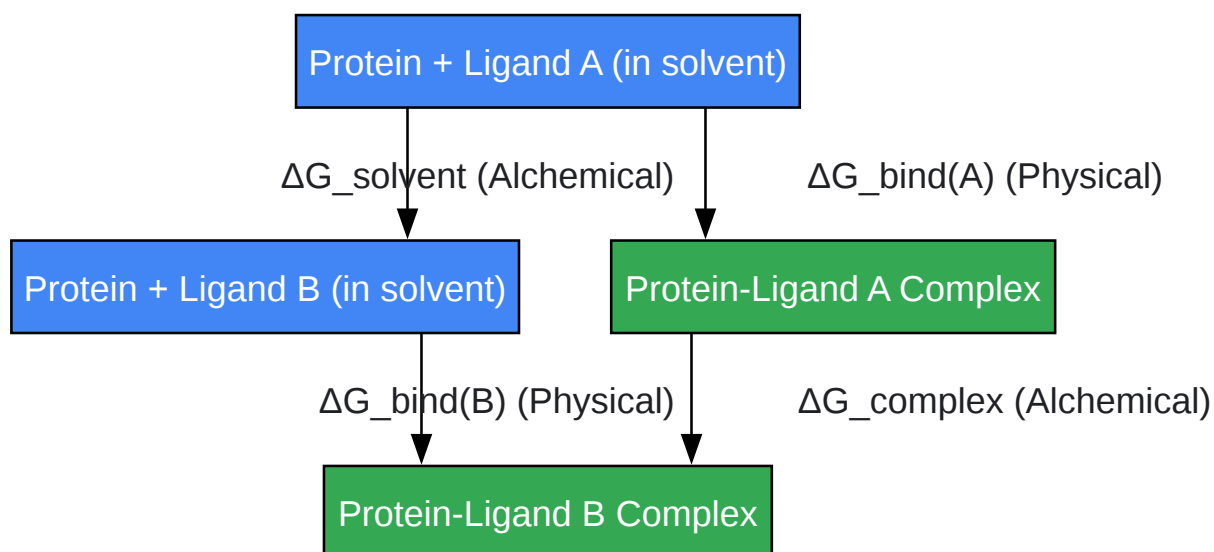 Protein + Ligand A (in solvent)
ΔG_solvent (Alchemical)
ΔG_bind(A) (Physical)
Protein + Ligand B (in solvent)
Protein-Ligand A Complex
ΔG_bind(B) (Physical)
ΔG_complex (Alchemical)
Protein-Ligand B Complex